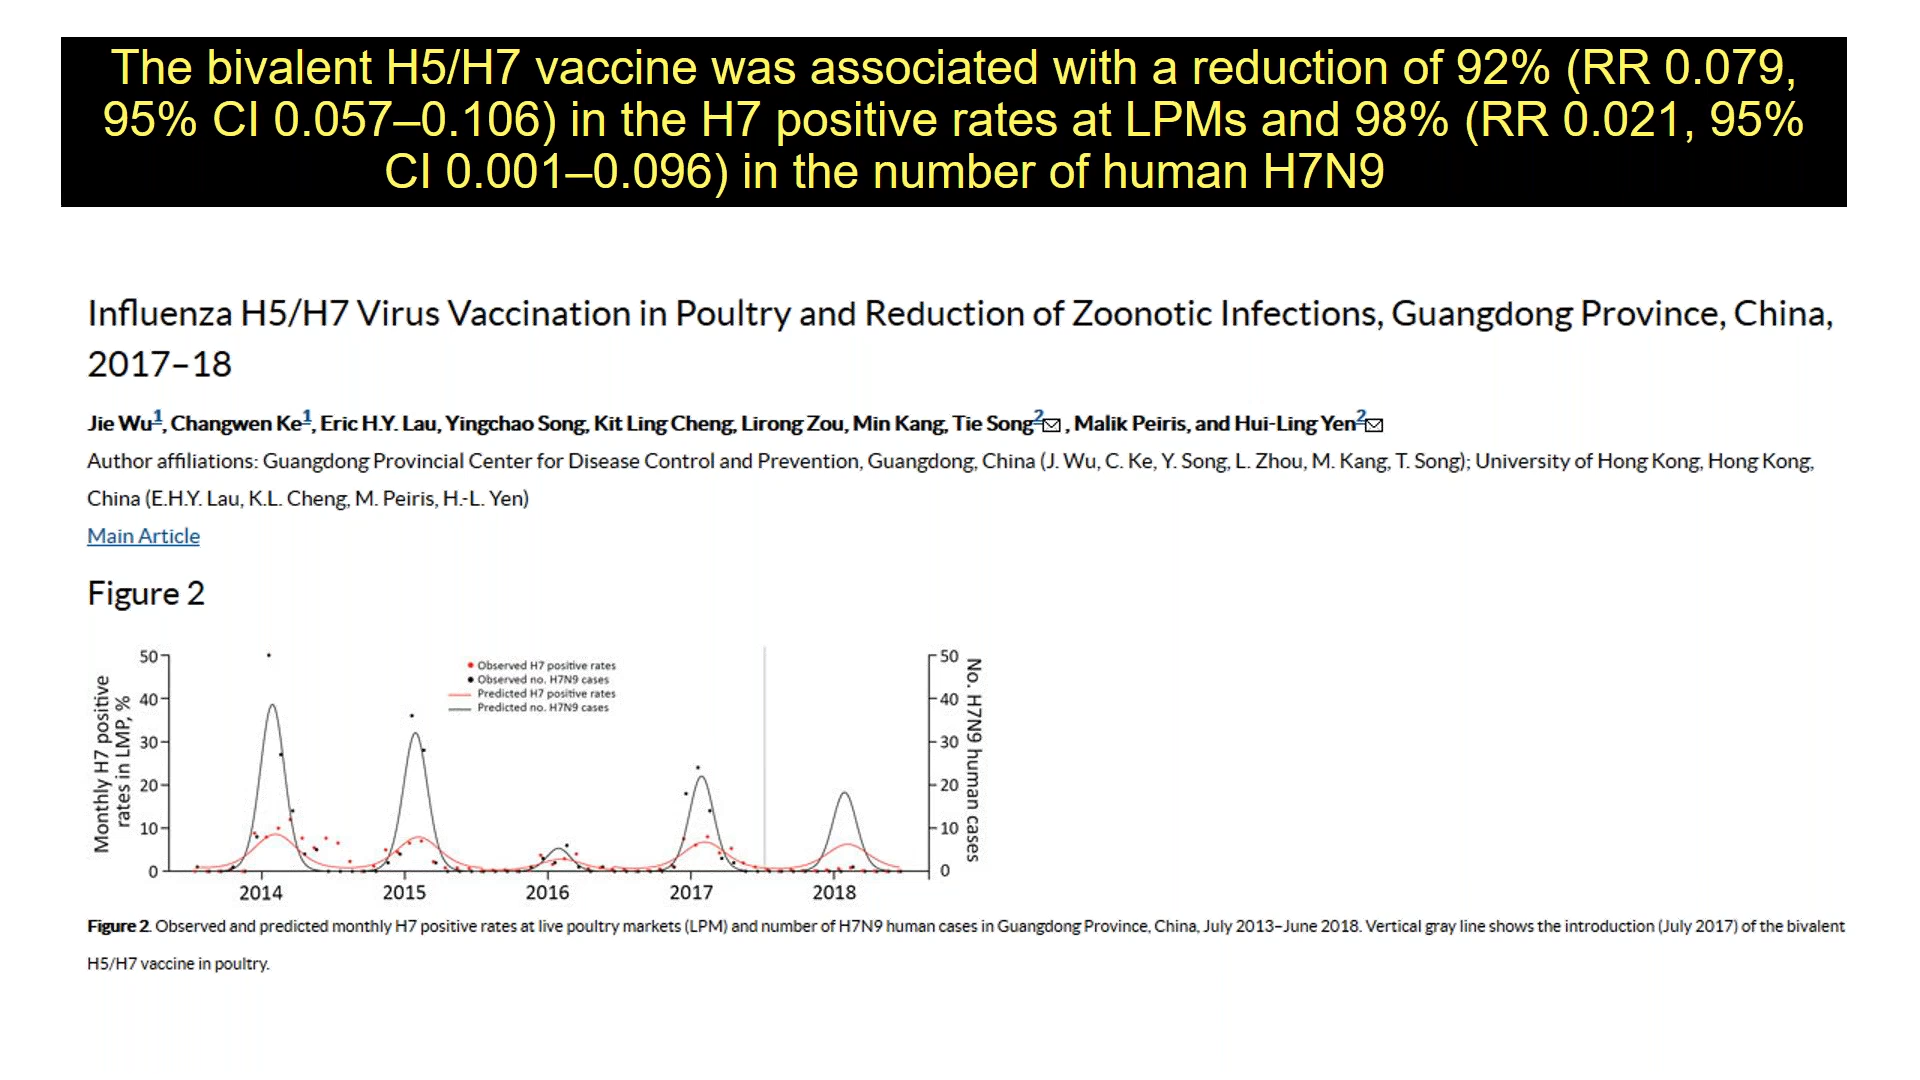 The bivalent H5/H7 vaccine was associated with a reduction of 92% (RR 0.079,
95% CI 0.057–0.106) in the H7 positive rates at LPMs and 98% (RR 0.021, 95%
CI 0.001–0.096) in the number of human H7N9
Influenza H5/H7 Virus Vaccination in Poultry and Reduction of Zoonotic Infections, Guangdong Province, China,
2017–18
Jie Wu1, Changwen Ke1, Eric H.Y. Lau, Yingchao Song, Kit Ling Cheng, Lirong Zou, Min Kang, Tie Song2, Malik Peiris, and Hui-Ling Yen2
Author affiliations: Guangdong Provincial Center for Disease Control and Prevention, Guangdong, China (J. Wu, C. Ke, Y. Song, L. Zhou, M. Kang, T. Song); University of Hong Kong, Hong Kong,
China (E.H.Y. Lau, K.L. Cheng, M. Peiris, H.-L. Yen)
Main Article
Figure 2
Monthly H7 positive
rates in LMP, %
50
40
30
20
10
0
Observed H7 positive rates
Observed no. H7N9 cases
Predicted H7 positive rates
Predicted no. H7N9 cases
50
40
30
20
10
0
No. H7N9 human cases
2014
2015
2016
2017
2018
Figure 2. Observed and predicted monthly H7 positive rates at live poultry markets (LPM) and number of H7N9 human cases in Guangdong Province, China, July 2013–June 2018. Vertical gray line shows the introduction (July 2017) of the bivalent
H5/H7 vaccine in poultry.